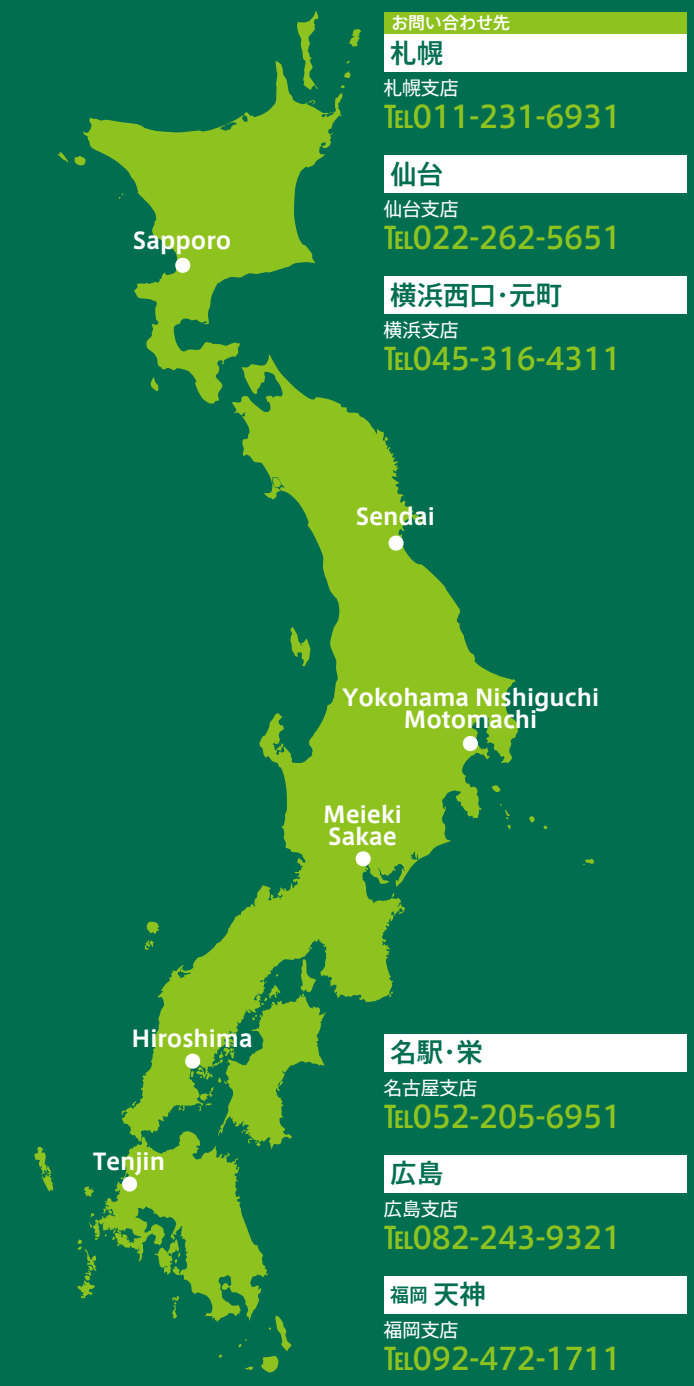 お問い合わせ先
札幌
札幌支店
TEL011-231-6931
仙台
仙台支店
TEL022-262-5651
横浜西口・元町
横浜支店
TEL045-316-4311
Sapporo
Sendai
Yokohama Nishiguchi
Motomachi
Meieki
Sakae
Hiroshima
Tenjin
名駅・栄
名古屋支店
TEL052-205-6951
広島
広島支店
TEL082-243-9321
福岡 天神
福岡支店
TEL092-472-1711